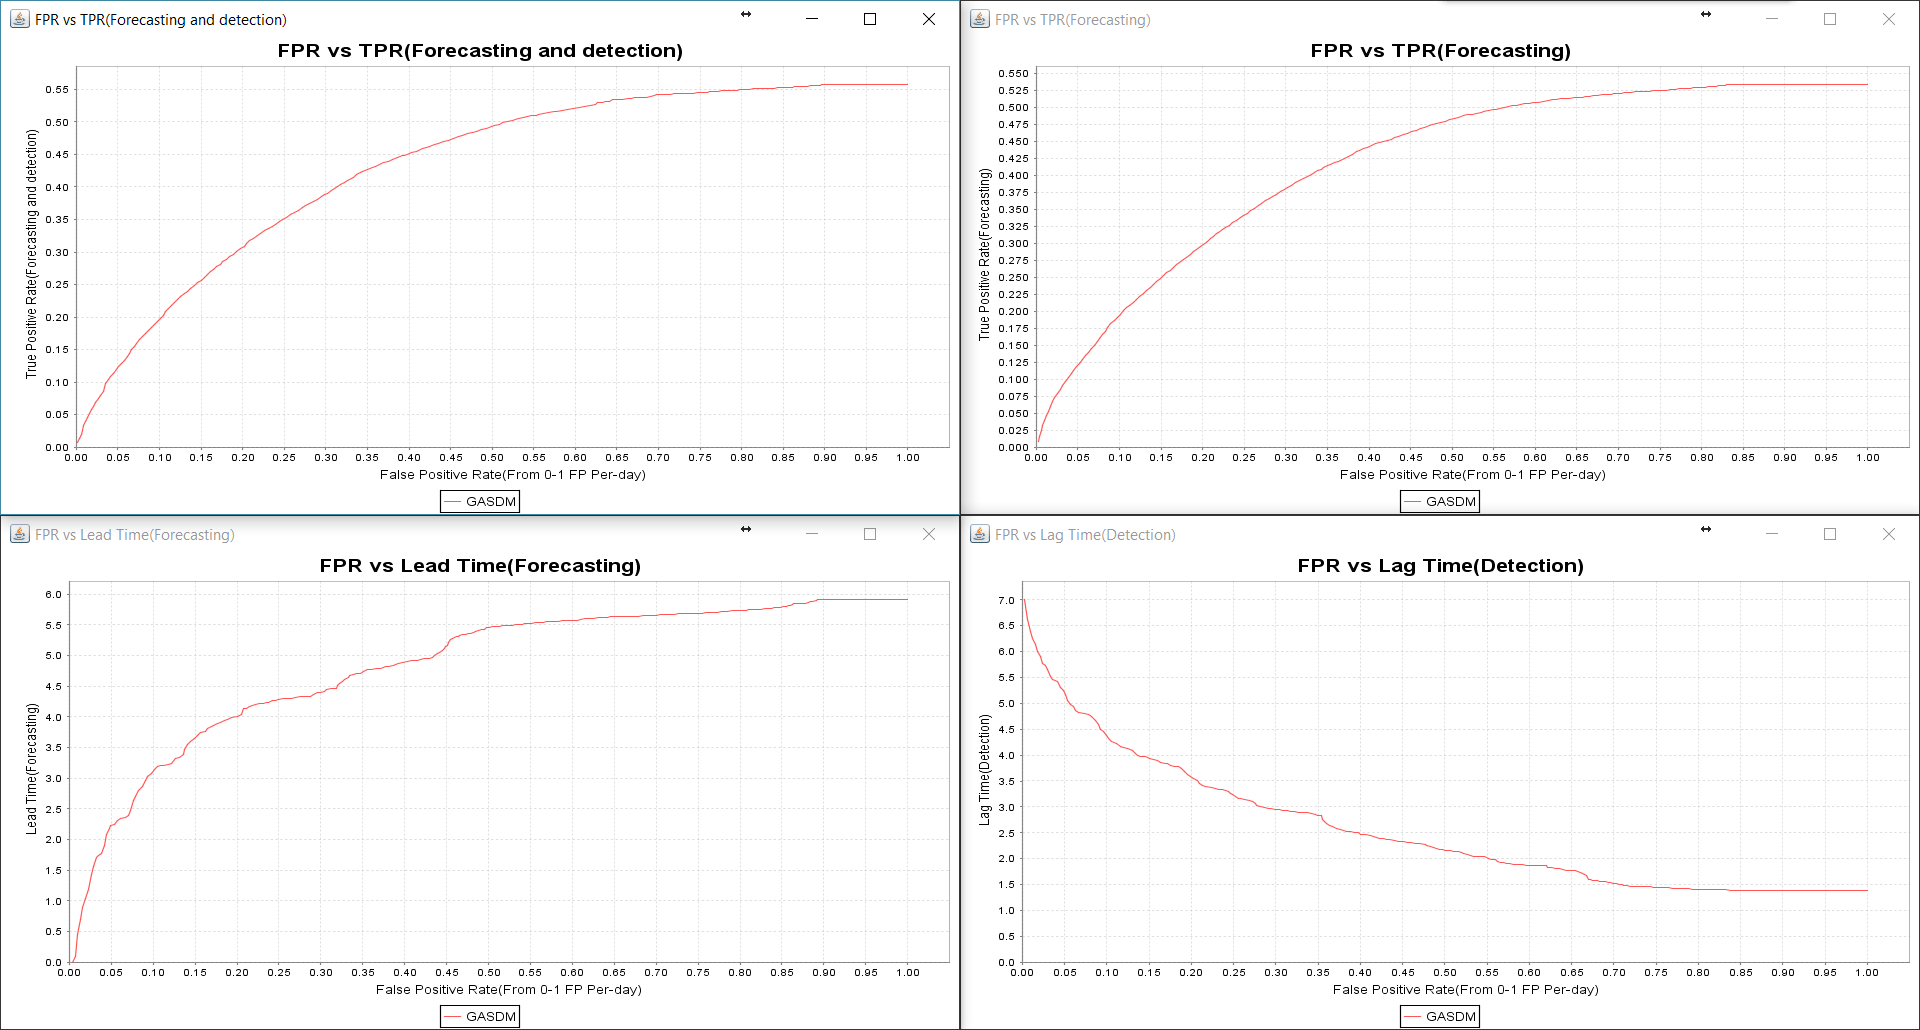 FPR vs TPR(Forecasting and detection)
FPR vs TPR(Forecasting and detection)
True Positive Rate(Forecasting and detection)
0.55
0.50
0.45
0.40
0.35
0.30
0.25
0.20
0.15
0.10
0.05
0.00
0.00 0.05 0.10 0.15 0.20 0.25 0.30 0.35 0.40 0.45 0.50 0.55 0.60 0.65 0.70 0.75 0.80 0.85 0.90 0.95 1.00
False Positive Rate(From 0-1 FP Per-day)
GASDM
FPR vs TPR(Forecasting)
FPR vs TPR(Forecasting)
True Positive Rate(Forecasting)
0.550
0.525
0.500
0.475
0.450
0.425
0.400
0.375
0.350
0.325
0.300
0.275
0.250
0.225
0.200
0.175
0.150
0.125
0.100
0.075
0.050
0.025
0.000
0.00 0.05 0.10 0.15 0.20 0.25 0.30 0.35 0.40 0.45 0.50 0.55 0.60 0.65 0.70 0.75 0.80 0.85 0.90 0.95 1.00
False Positive Rate(From 0-1 FP Per-day)
GASDM
FPR vs Lead Time(Forecasting)
FPR vs Lead Time(Forecasting)
Lead Time(Forecasting)
6.0
5.5
5.0
4.5
4.0
3.5
3.0
2.5
2.0
1.5
1.0
0.5
0.0
0.00 0.05 0.10 0.15 0.20 0.25 0.30 0.35 0.40 0.45 0.50 0.55 0.60 0.65 0.70 0.75 0.80 0.85 0.90 0.95 1.00
False Positive Rate(From 0-1 FP Per-day)
GASDM
FPR vs Lag Time(Detection)
FPR vs Lag Time(Detection)
Lag Time(Detection)
7.0
6.5
6.0
5.5
5.0
4.5
4.0
3.5
3.0
2.5
2.0
1.5
1.0
0.5
0.0
0.00 0.05 0.10 0.15 0.20 0.25 0.30 0.35 0.40 0.45 0.50 0.55 0.60 0.65 0.70 0.75 0.80 0.85 0.90 0.95 1.00
False Positive Rate(From 0-1 FP Per-day)
GASDM